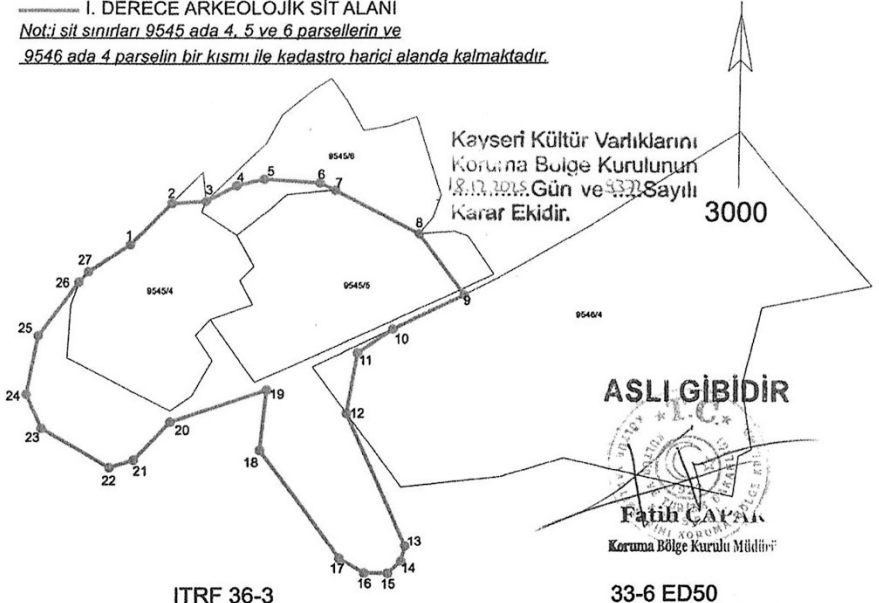 I. DERECE ARKEOLOJİK SİT ALANI
Not:i sit sınırları 9545 ada 4, 5 ve 6 parsellerin ve
9546 ada 4 parselin bir kısmı ile kadastro harici alanda kalmaktadır.
Kayseri Kültür Varlıklarını
Koruma Bölge Kurulunun
18.12.2025 Gün ve Sayılı
Karar Ekidir.
3000
9545/6
9545/4
9545/5
9546/4
1
2
3
4
5
6
7
8
9
10
11
12
13
14
15
16
17
18
19
20
21
22
23
24
25
26
27
ASLI GİBİDİR
T.C.
Fatih
Koruma Bölge Kurulu Müdürü
ITRF 36-3
33-6 ED50